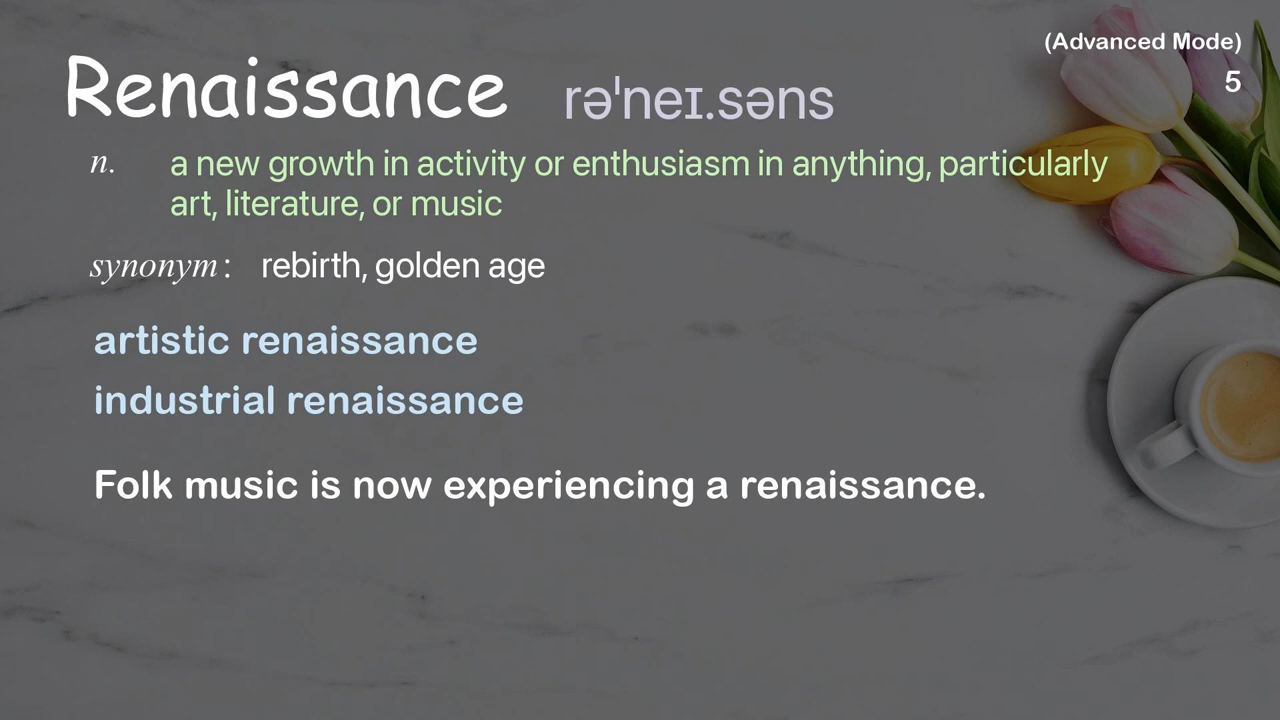 (Advanced Mode)
5
Renaissance rəˈneɪ.səns
n. a new growth in activity or enthusiasm in anything, particularly
art, literature, or music
synonym: rebirth, golden age
artistic renaissance
industrial renaissance
Folk music is now experiencing a renaissance.